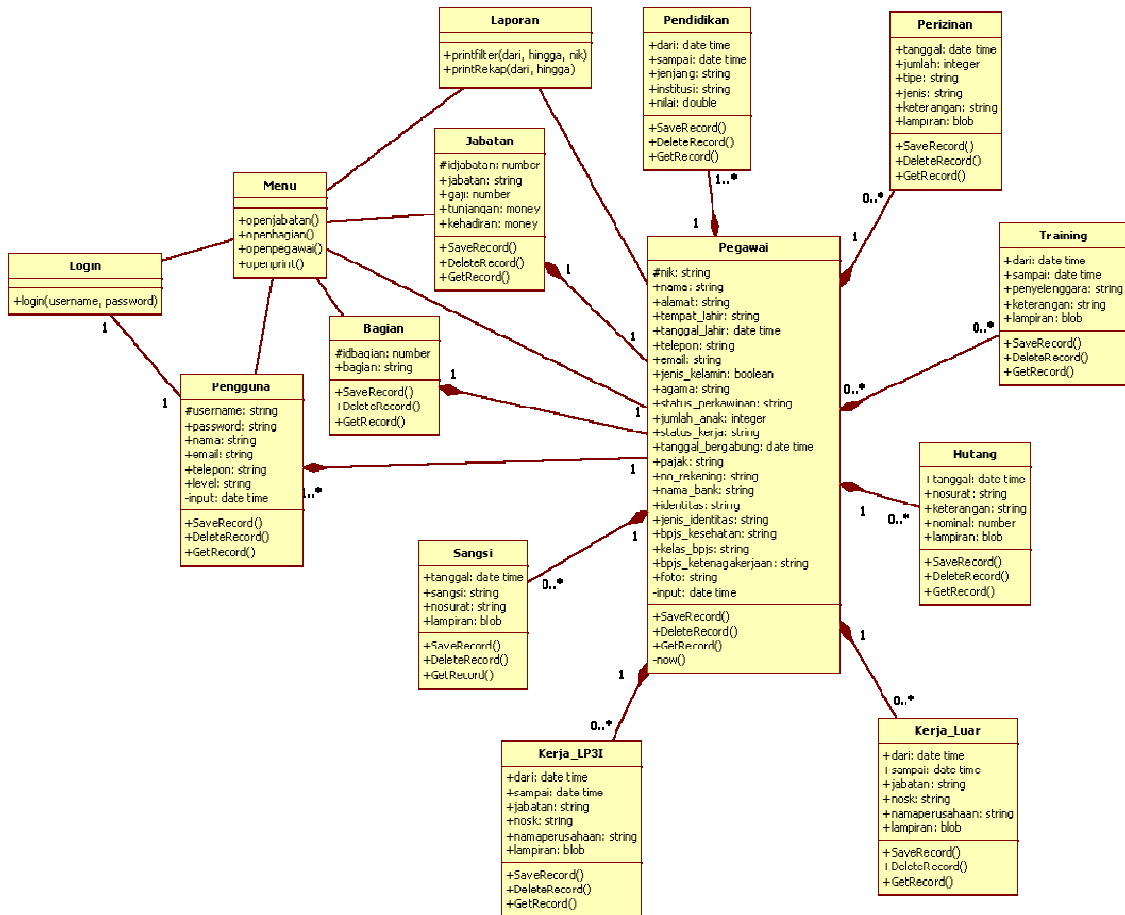 Laporan
+printfilter(dari, hingga, nik)
+printRekap(dari, hingga)
Pendidikan
+dari: date time
+sampai: date time
+jenjang: string
+institusi: string
+nilai: double
+SaveRecord()
+DeleteRecord()
+GetRecord()
1..*
1
Perizinan
+tanggal: date time
+jumlah: integer
+tipe: string
+jenis: string
+keterangan: string
+lampiran: blob
+SaveRecord()
+DeleteRecord()
+GetRecord()
0..*
1
Jabatan
#idjabatan: number
+jabatan: string
+gaji: number
+tunjangan: money
+kehadiran: money
+SaveRecord()
+DeleteRecord()
+GetRecord()
1
1
Menu
+openjabatan()
+openbagian()
+openpegawai()
+openprint()
Login
+login(username, password)
1
1
Training
+dari: date time
+sampai: date time
+penyelenggara: string
+keterangan: string
+lampiran: blob
+SaveRecord()
+DeleteRecord()
+GetRecord()
0..*
0..*
Pegawai
#nik: string
+nama: string
+alamat: string
+tempat_lahir: string
+tanggal_lahir: date time
+telepon: string
+email: string
+jenis_kelamin: boolean
+agama: string
+status_perkawinan: string
+jumlah_anak: integer
+status_kerja: string
+tanggal_bergabung: date time
+pajak: string
+no_rekening: string
+nama_bank: string
+identitas: string
+jenis_identitas: string
+bpjs_kesehatan: string
+kelas_bpjs: string
+bpjs_ketenagakerjaan: string
+foto: string
-input: date time
+SaveRecord()
+DeleteRecord()
+GetRecord()
-now()
Bagian
#idbagian: number
+bagian: string
+SaveRecord()
+DeleteRecord()
+GetRecord()
1
1
Pengguna
#username: string
+password: string
+nama: string
+email: string
+telepon: string
+level: string
-input: date time
+SaveRecord()
+DeleteRecord()
+GetRecord()
1..*
1
Hutang
+tanggal: date time
+nosurat: string
+keterangan: string
+nominal: number
+lampiran: blob
+SaveRecord()
+DeleteRecord()
+GetRecord()
1
0..*
Sangsi
+tanggal: date time
+sangsi: string
+nosurat: string
+lampiran: blob
+SaveRecord()
+DeleteRecord()
+GetRecord()
1
0..*
Kerja_LP3I
+dari: date time
+sampai: date time
+jabatan: string
+nosk: string
+namaperusahaan: string
+lampiran: blob
+SaveRecord()
+DeleteRecord()
+GetRecord()
1
0..*
Kerja_Luar
+dari: date time
+sampai: date time
+jabatan: string
+nosk: string
+namaperusahaan: string
+lampiran: blob
+SaveRecord()
+DeleteRecord()
+GetRecord()
1
0..*